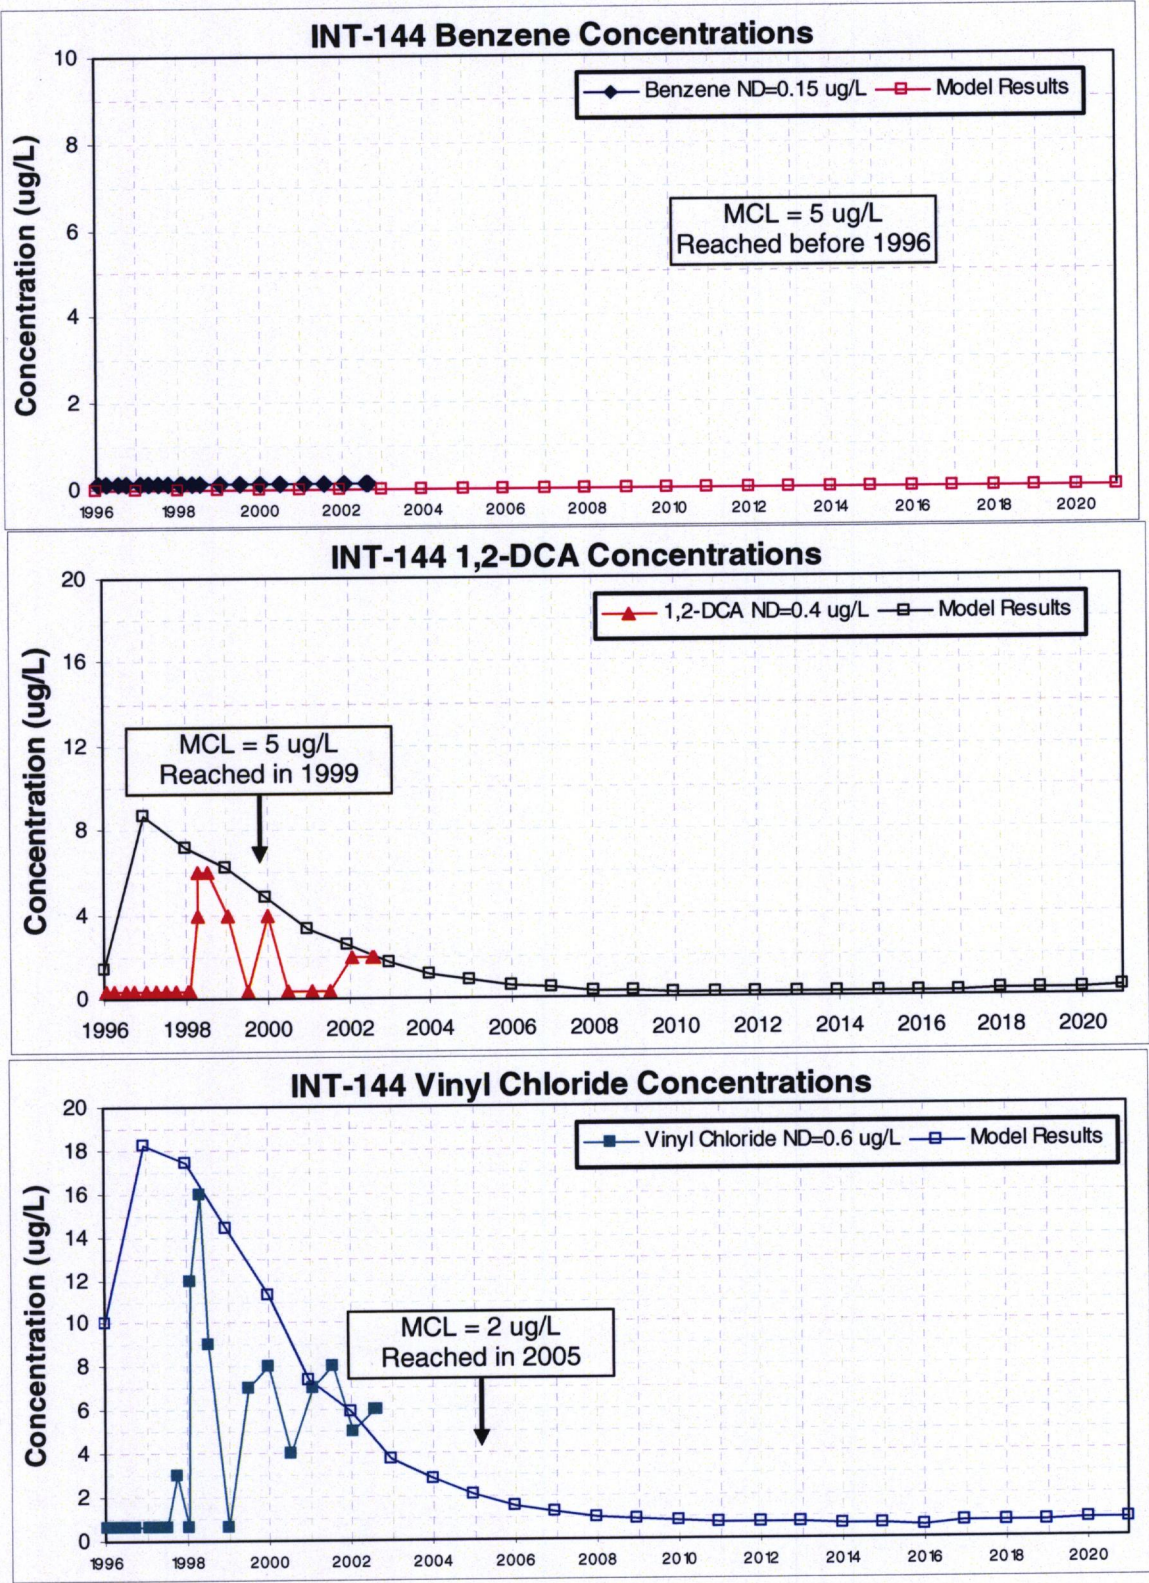 INT-144 Benzene Concentrations
Benzene ND=0.15 ug/L Model Results
MCL = 5 ug/L
Reached before 1996
Concentration (ug/L)
10
8
6
4
2
0
1996 1998 2000 2002 2004 2006 2008 2010 2012 2014 2016 2018 2020
INT-144 1,2-DCA Concentrations
1,2-DCA ND=0.4 ug/L Model Results
MCL = 5 ug/L
Reached in 1999
Concentration (ug/L)
20
16
12
8
4
0
1996 1998 2000 2002 2004 2006 2008 2010 2012 2014 2016 2018 2020
INT-144 Vinyl Chloride Concentrations
Vinyl Chloride ND=0.6 ug/L Model Results
MCL = 2 ug/L
Reached in 2005
Concentration (ug/L)
20
18
16
14
12
10
8
6
4
2
0
1996 1998 2000 2002 2004 2006 2008 2010 2012 2014 2016 2018 2020